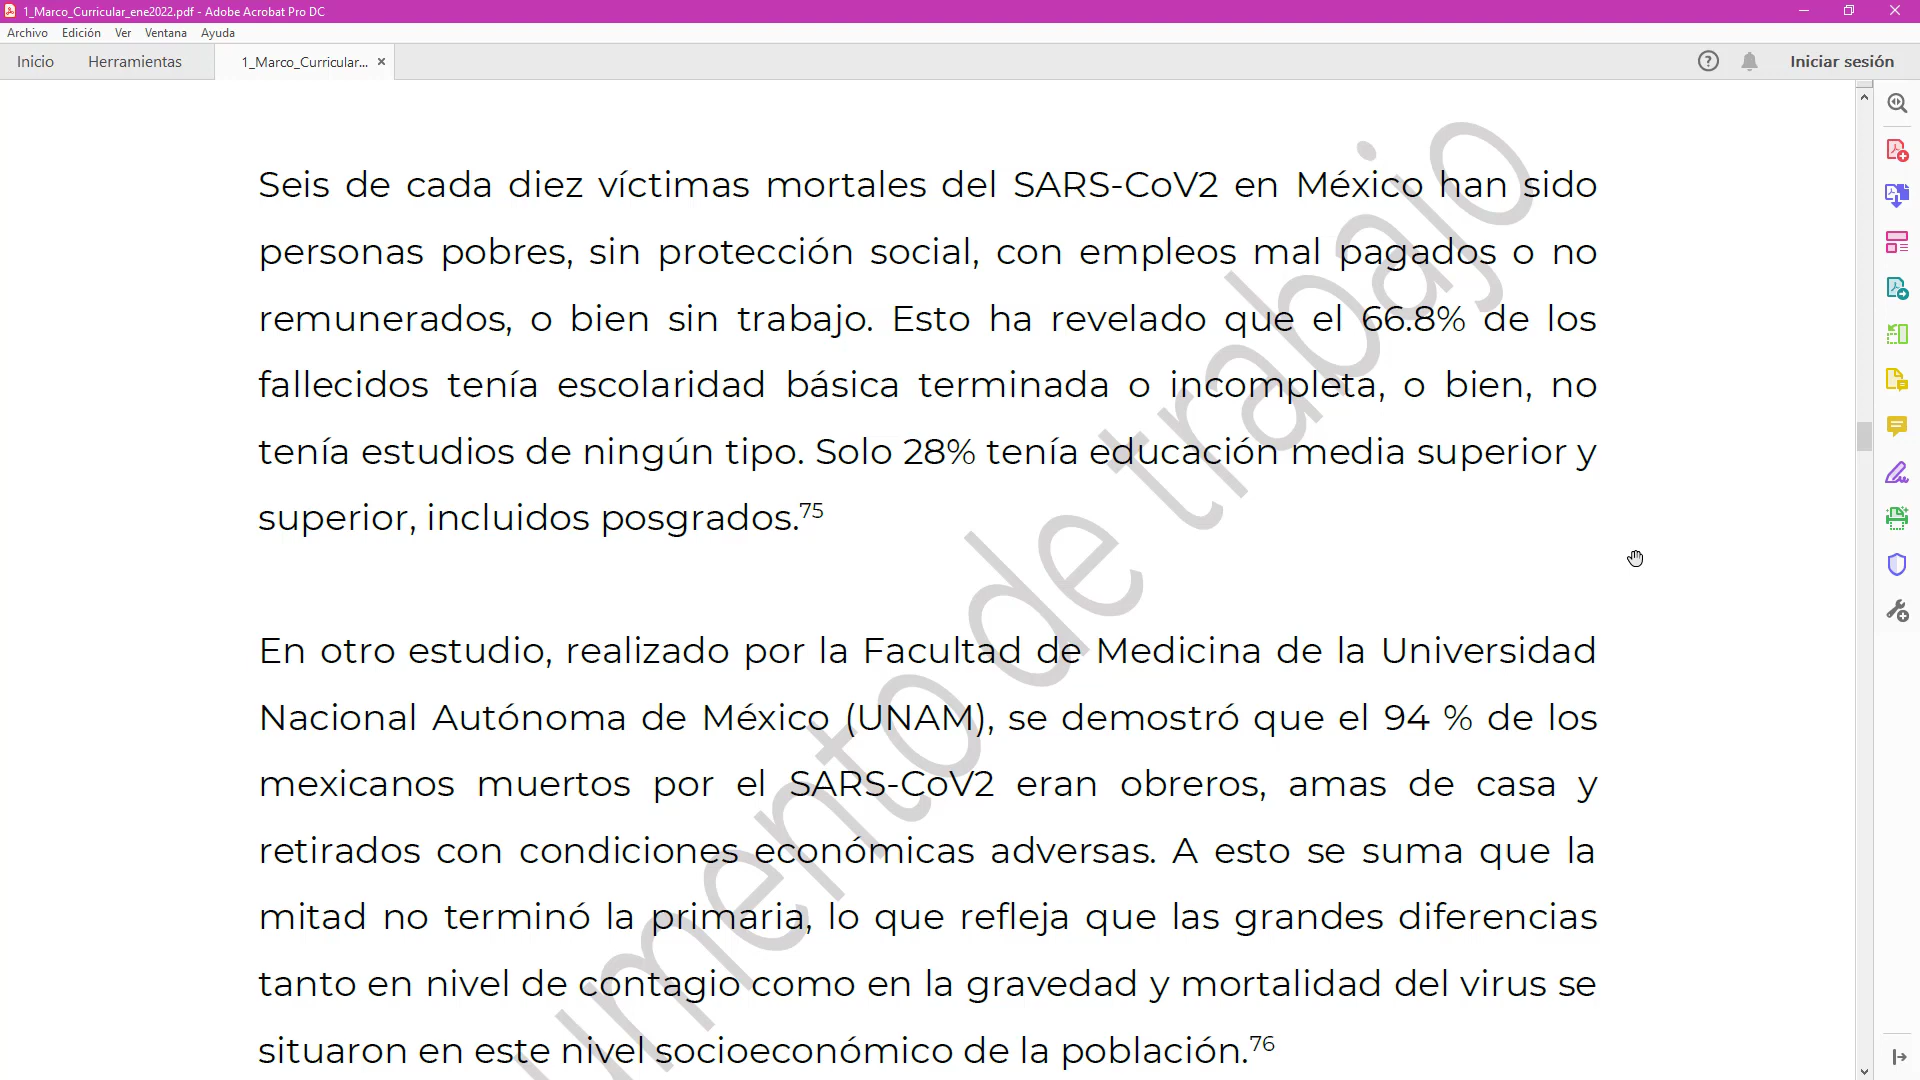 1_Marco_Curricular_ene2022.pdf - Adobe Acrobat Pro DC
Archivo Edición Ver Ventana Ayuda
Inicio Herramientas 1_Marco_Curricular... × Iniciar sesión
Seis de cada diez víctimas mortales del SARS-CoV2 en México han sido
personas pobres, sin protección social, con empleos mal pagados o no
remunerados, o bien sin trabajo. Esto ha revelado que el 66.8% de los
fallecidos tenía escolaridad básica terminada o incompleta, o bien, no
tenía estudios de ningún tipo. Solo 28% tenía educación media superior y
superior, incluidos posgrados.75
En otro estudio, realizado por la Facultad de Medicina de la Universidad
Nacional Autónoma de México (UNAM), se demostró que el 94 % de los
mexicanos muertos por el SARS-CoV2 eran obreros, amas de casa y
retirados con condiciones económicas adversas. A esto se suma que la
mitad no terminó la primaria, lo que refleja que las grandes diferencias
tanto en nivel de contagio como en la gravedad y mortalidad del virus se
situaron en este nivel socioeconómico de la población.76
umento de trabajo